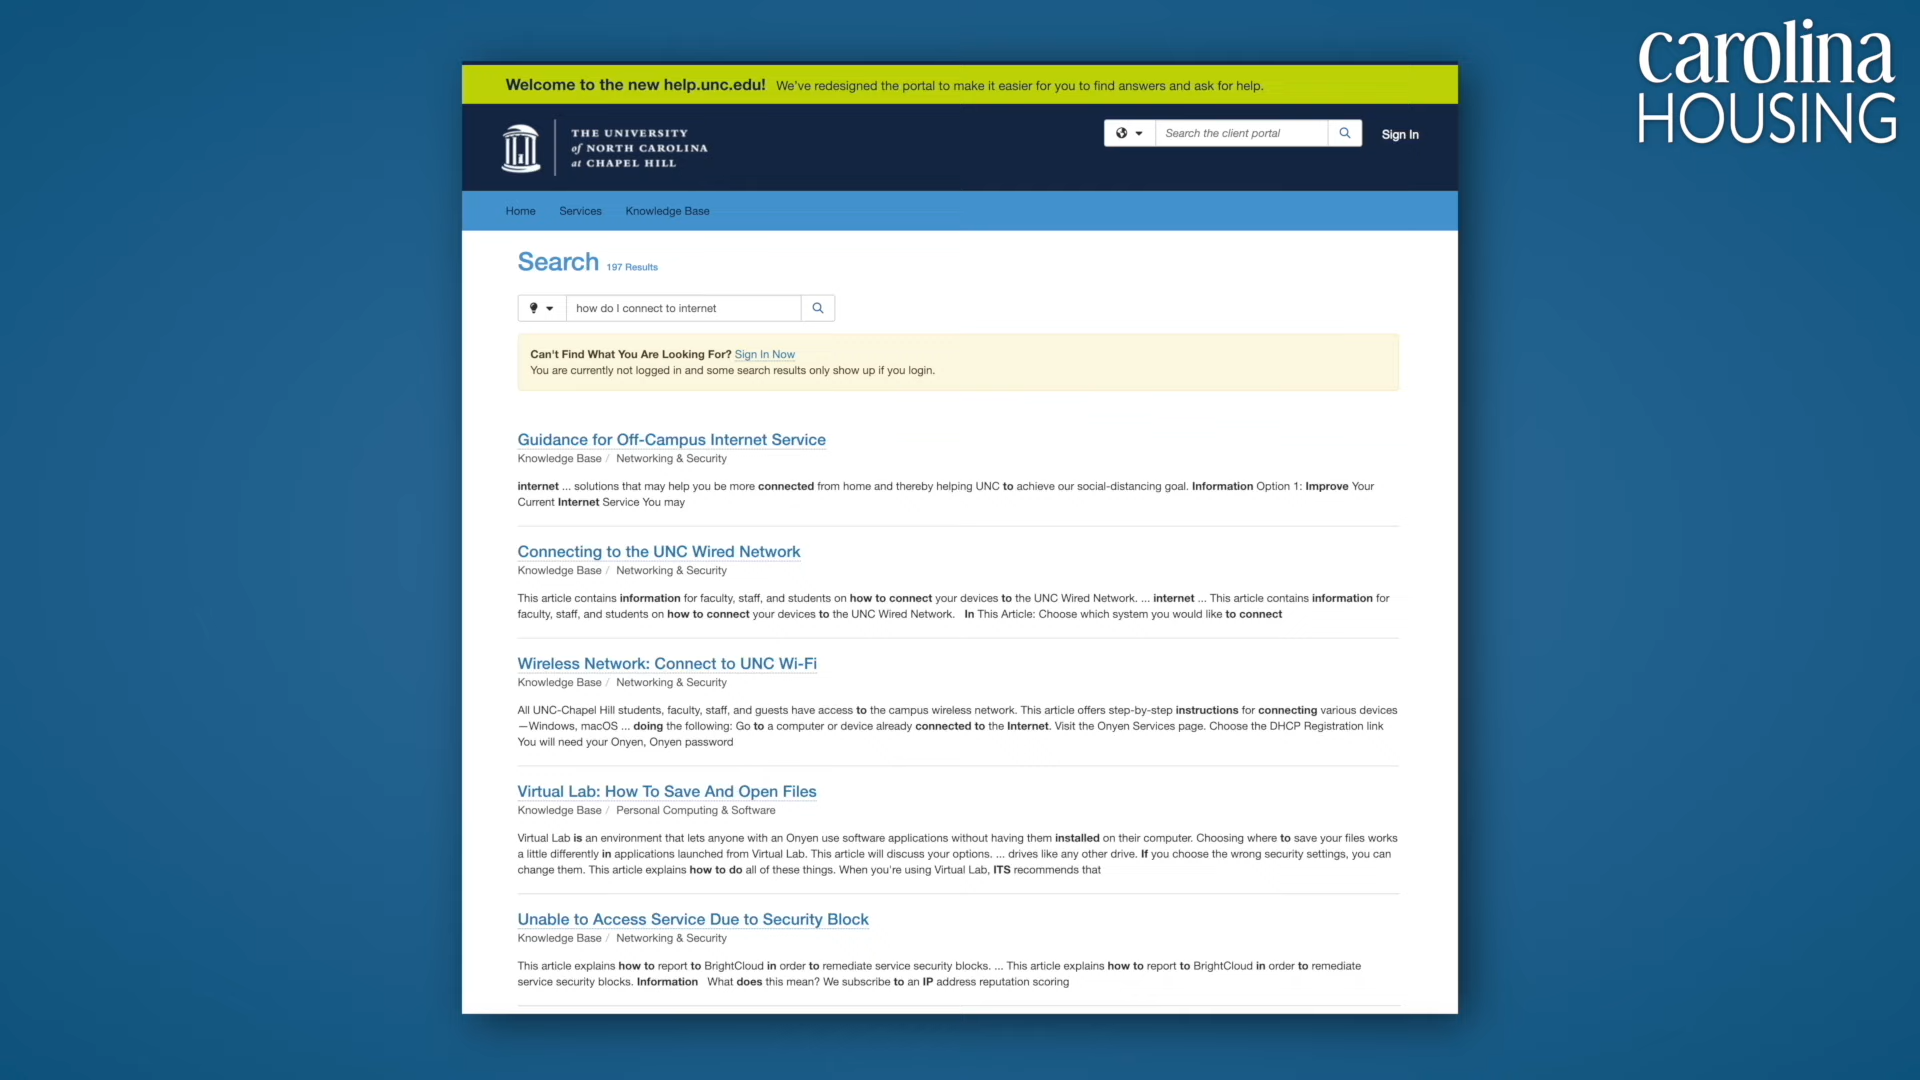 carolina
HOUSING
Welcome to the new help.unc.edu! We've redesigned the portal to make it easier for you to find answers and ask for help.
THE UNIVERSITY
of NORTH CAROLINA
at CHAPEL HILL
Search the client portal
Sign In
Home Services Knowledge Base
Search 197 Results
how do I connect to internet
Can't Find What You Are Looking For? Sign In Now
You are currently not logged in and some search results only show up if you login.
Guidance for Off-Campus Internet Service
Knowledge Base / Networking & Security
internet ... solutions that may help you be more connected from home and thereby helping UNC to achieve our social-distancing goal. Information Option 1: Improve Your
Current Internet Service You may
Connecting to the UNC Wired Network
Knowledge Base / Networking & Security
This article contains information for faculty, staff, and students on how to connect your devices to the UNC Wired Network. ... internet ... This article contains information for
faculty, staff, and students on how to connect your devices to the UNC Wired Network. In This Article: Choose which system you would like to connect
Wireless Network: Connect to UNC Wi-Fi
Knowledge Base / Networking & Security
All UNC-Chapel Hill students, faculty, staff, and guests have access to the campus wireless network. This article offers step-by-step instructions for connecting various devices
—Windows, macOS ... doing the following: Go to a computer or device already connected to the Internet. Visit the Onyen Services page. Choose the DHCP Registration link
You will need your Onyen, Onyen password
Virtual Lab: How To Save And Open Files
Knowledge Base / Personal Computing & Software
Virtual Lab is an environment that lets anyone with an Onyen use software applications without having them installed on their computer. Choosing where to save your files works
a little differently in applications launched from Virtual Lab. This article will discuss your options. ... drives like any other drive. If you choose the wrong security settings, you can
change them. This article explains how to do all of these things. When you're using Virtual Lab, ITS recommends that
Unable to Access Service Due to Security Block
Knowledge Base / Networking & Security
This article explains how to report to BrightCloud in order to remediate service security blocks. ... This article explains how to report to BrightCloud in order to remediate
service security blocks. Information What does this mean? We subscribe to an IP address reputation scoring